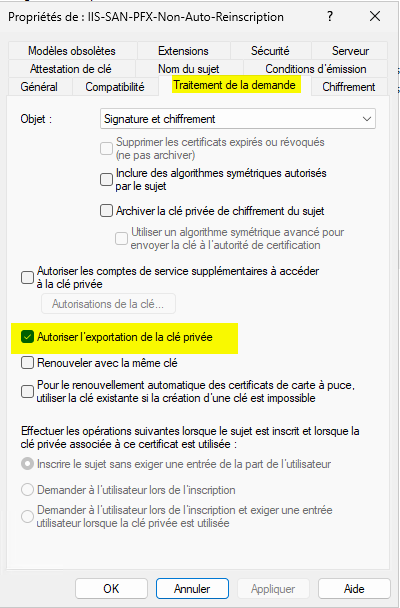 Propriétés de : IIS-SAN-PFX-Non-Auto-Reinscription
?
Modèles obsolètes Extensions Sécurité Serveur
Attestation de clé Nom du sujet Conditions d'émission
Général Compatibilité Traitement de la demande Chiffrement
Objet : Signature et chiffrement
Supprimer les certificats expirés ou révoqués
(ne pas archiver)
Inclure des algorithmes symétriques autorisés
par le sujet
Archiver la clé privée de chiffrement du sujet
Utiliser un algorithme symétrique avancé pour
envoyer la clé à l'autorité de certification
Autoriser les comptes de service supplémentaires à accéder
à la clé privée
Autorisations de la clé...
Autoriser l'exportation de la clé privée
Renouveler avec la même clé
Pour le renouvellement automatique des certificats de carte à puce,
utiliser la clé existante si la création d'une clé est impossible
Effectuer les opérations suivantes lorsque le sujet est inscrit et lorsque la
clé privée associée à ce certificat est utilisée :
Inscrire le sujet sans exiger une entrée de la part de l'utilisateur
Demander à l'utilisateur lors de l'inscription
Demander à l'utilisateur lors de l'inscription et exiger une entrée
utilisateur lorsque la clé privée est utilisée
OK Annuler Appliquer Aide